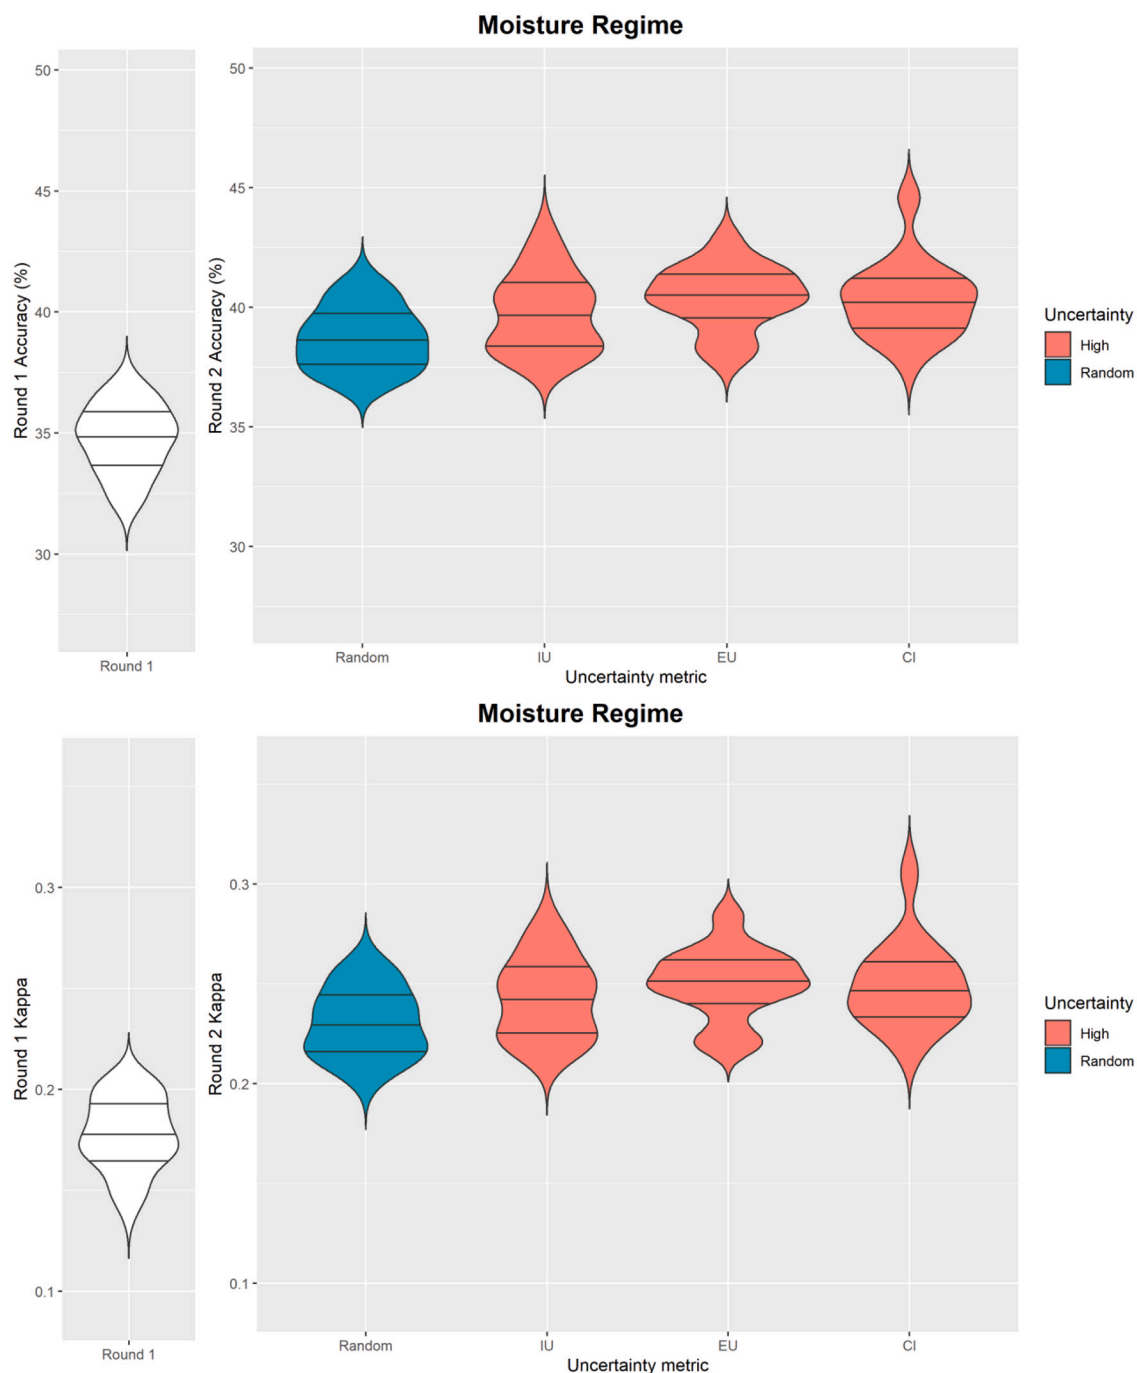 Moisture Regime
Round 1 Accuracy (%)
50
45
40
35
30
Round 1
Round 2 Accuracy (%)
50
45
40
35
30
Random IU EU CI
Uncertainty metric
Uncertainty
High
Random
Moisture Regime
Round 1 Kappa
0.3
0.2
0.1
Round 1
Round 2 Kappa
0.3
0.2
0.1
Random IU EU CI
Uncertainty metric
Uncertainty
High
Random